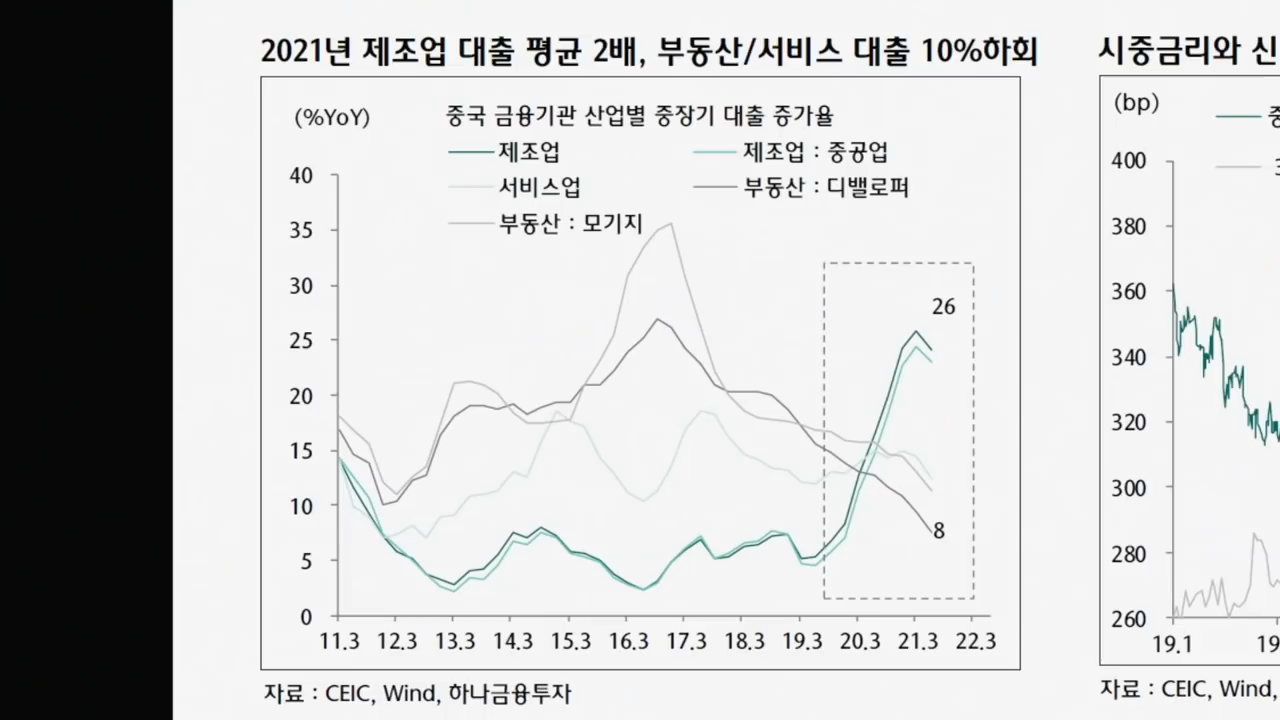 2021년 제조업 대출 평균 2배, 부동산/서비스 대출 10%하회
(%YoY)
중국 금융기관 산업별 중장기 대출 증가율
제조업
제조업 : 중공업
서비스업
부동산 : 디밸로퍼
부동산 : 모기지
40
35
30
25
20
15
10
5
0
26
8
11.3 12.3 13.3 14.3 15.3 16.3 17.3 18.3 19.3 20.3 21.3 22.3
자료 : CEIC, Wind, 하나금융투자
시중금리와 신
(bp)
400
380
360
340
320
300
280
260
19.1
자료 : CEIC, Wind,